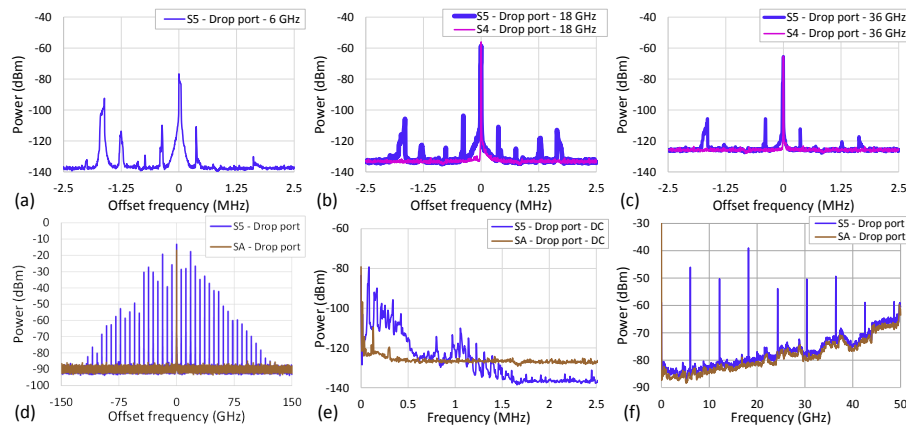 -40
-60
-80
-100
-120
-140
Power (dBm)
S5 - Drop port - 6 GHz
-2.5
-1.25
0
1.25
2.5
(a)
Offset frequency (MHz)
-40
-60
-80
-100
-120
-140
Power (dBm)
S5 - Drop port - 18 GHz
S4 - Drop port - 18 GHz
-2.5
-1.25
0
1.25
2.5
(b)
Offset frequency (MHz)
-40
-60
-80
-100
-120
-140
Power (dBm)
S5 - Drop port - 36 GHz
S4 - Drop port - 36 GHz
-2.5
-1.25
0
1.25
2.5
(c)
Offset frequency (MHz)
0
-10
-20
-30
-40
-50
-60
-70
-80
-90
-100
Power (dBm)
S5 - Drop port
SA - Drop port
-150
-75
0
75
150
(d)
Offset frequency (GHz)
-60
-80
-100
-120
-140
Power (dBm)
S5 - Drop port - DC
SA - Drop port - DC
0
0.5
1
1.5
2
2.5
(e)
Frequency (MHz)
-30
-50
-60
-70
-80
-88
Power (dBm)
S5 - Drop port
SA - Drop port
0
10
20
30
40
50
(f)
Frequency (GHz)